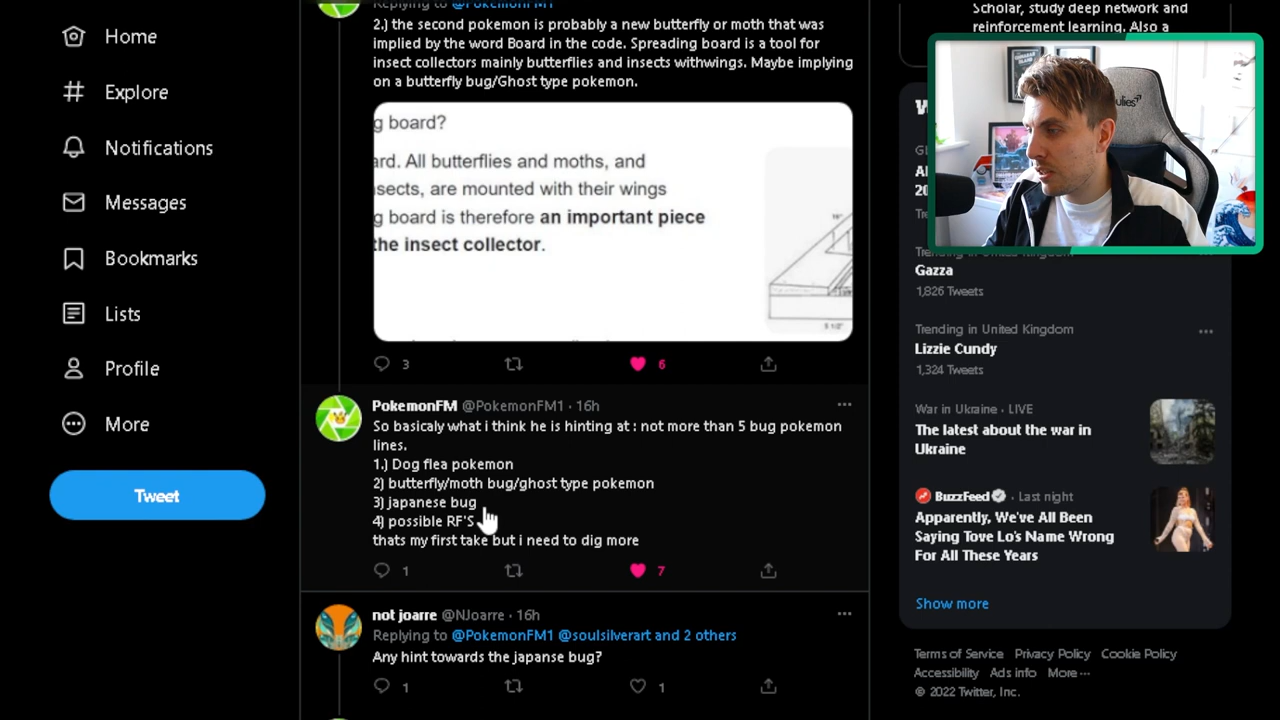 Home
Explore
Notifications
Messages
Bookmarks
Lists
Profile
More
Tweet
Replying to @PokemonFM1
2.) the second pokemon is probably a new butterfly or moth that was
implied by the word Board in the code. Spreading board is a tool for
insect collectors mainly butterflies and insects withwings. Maybe implying
on a butterfly bug/Ghost type pokemon.
g board?
ard. All butterflies and moths, and
nsects, are mounted with their wings
g board is therefore an important piece
the insect collector.
3
6
PokemonFM @PokemonFM1 · 16h
So basicaly what i think he is hinting at : not more than 5 bug pokemon
lines.
1.) Dog flea pokemon
2) butterfly/moth bug/ghost type pokemon
3) japanese bug
4) possible RF'S
thats my first take but i need to dig more
1
7
not joarre @NJoarre · 16h
Replying to @PokemonFM1 @soulsilverart and 2 others
Any hint towards the japanse bug?
1
1
Scholar, study deep network and
reinforcement learning. Also a
Trending in United Kingdom
Gazza
1,826 Tweets
Trending in United Kingdom
Lizzie Cundy
1,324 Tweets
War in Ukraine · LIVE
The latest about the war in
Ukraine
BuzzFeed · Last night
Apparently, We've All Been
Saying Tove Lo's Name Wrong
For All These Years
Show more
Terms of Service Privacy Policy Cookie Policy
Accessibility Ads info More
© 2022 Twitter, Inc.